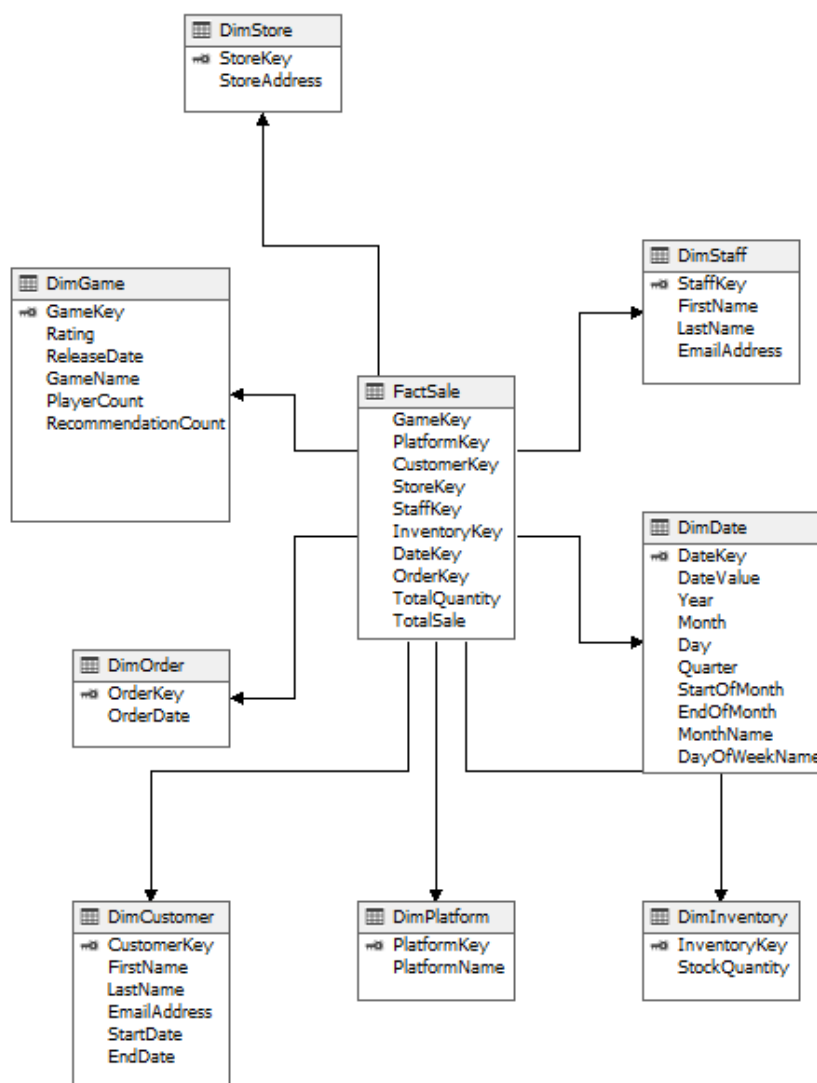 DimStore
StoreKey
StoreAddress
DimStaff
StaffKey
FirstName
LastName
EmailAddress
DimGame
GameKey
Rating
ReleaseDate
GameName
PlayerCount
RecommendationCount
FactSale
GameKey
PlatformKey
CustomerKey
StoreKey
StaffKey
InventoryKey
DateKey
OrderKey
TotalQuantity
TotalSale
DimDate
DateKey
DateValue
Year
Month
Day
Quarter
StartOfMonth
EndOfMonth
MonthName
DayOfWeekName
DimOrder
OrderKey
OrderDate
DimCustomer
CustomerKey
FirstName
LastName
EmailAddress
StartDate
EndDate
DimPlatform
PlatformKey
PlatformName
DimInventory
InventoryKey
StockQuantity